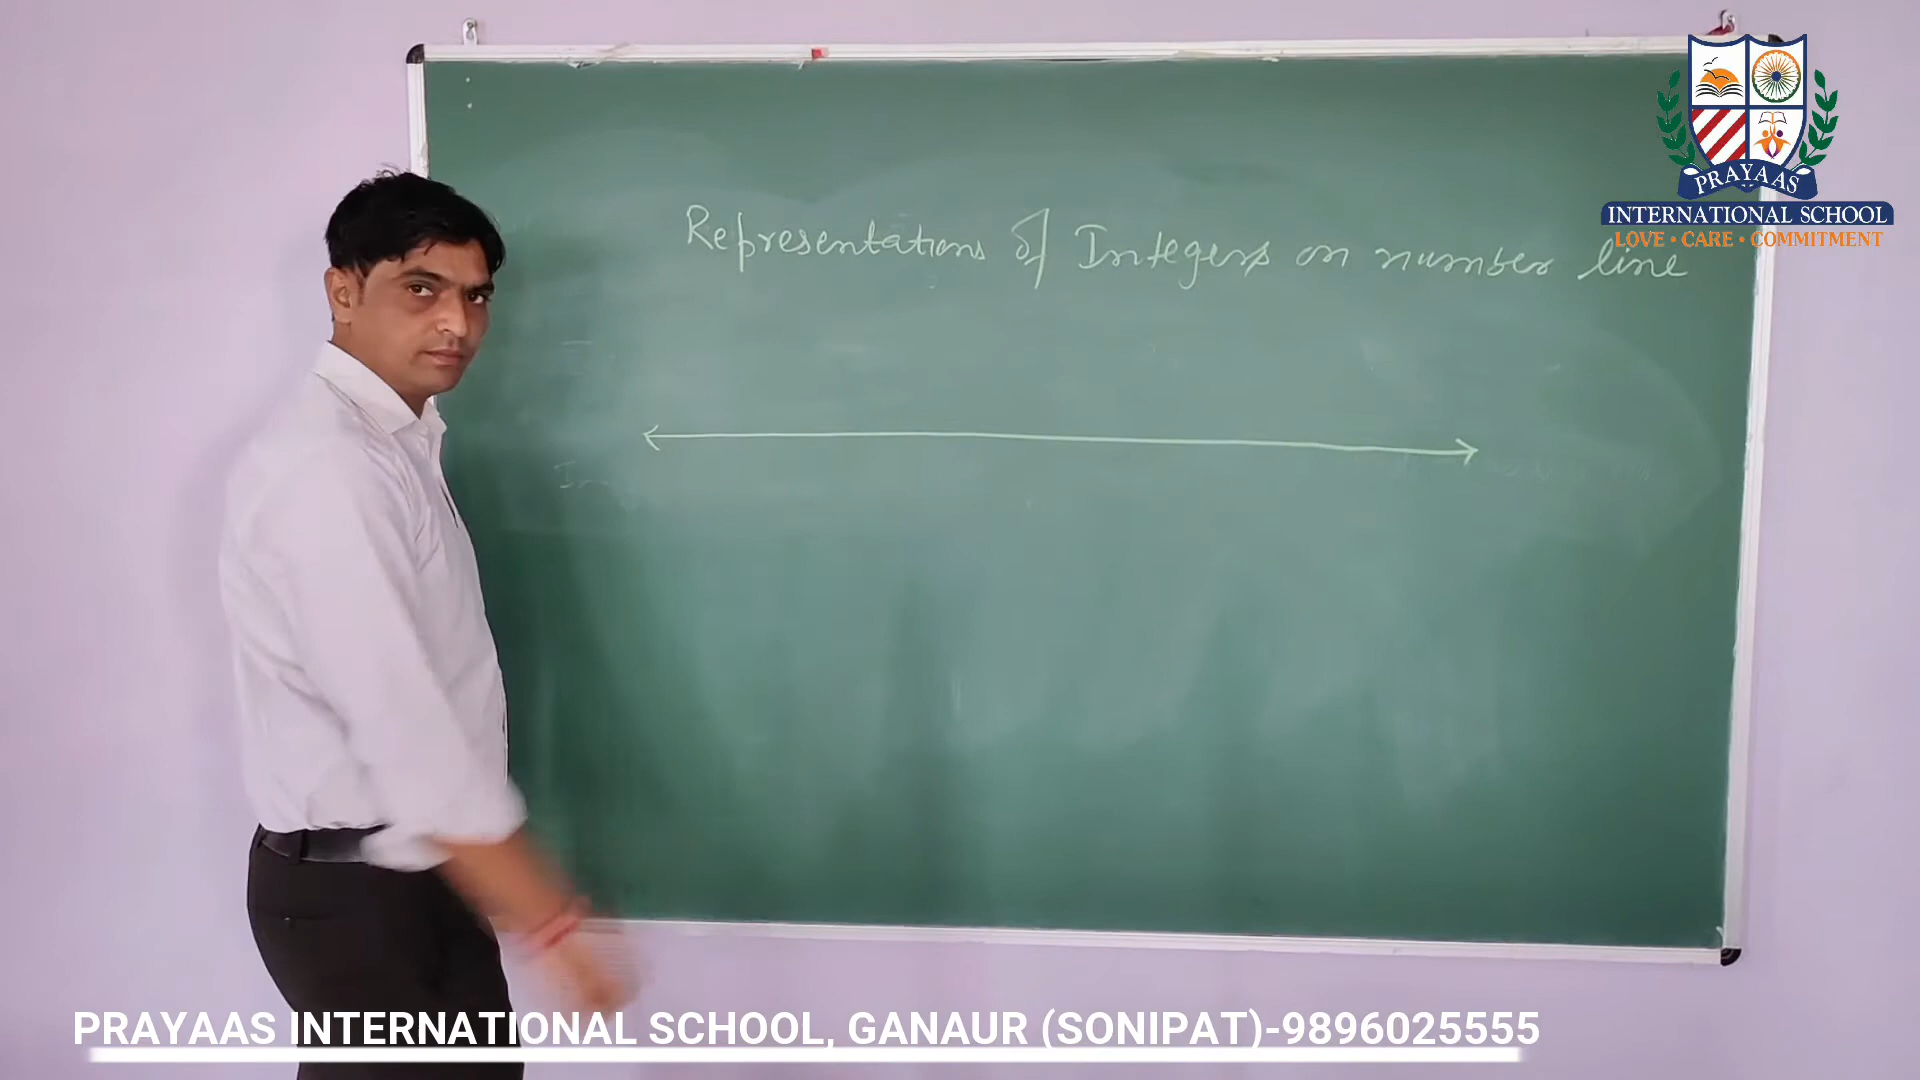 PRAYAAS
INTERNATIONAL SCHOOL
LOVE • CARE • COMMITMENT
Representations of Integers on number line
PRAYAAS INTERNATIONAL SCHOOL, GANAUR (SONIPAT)-9896025555